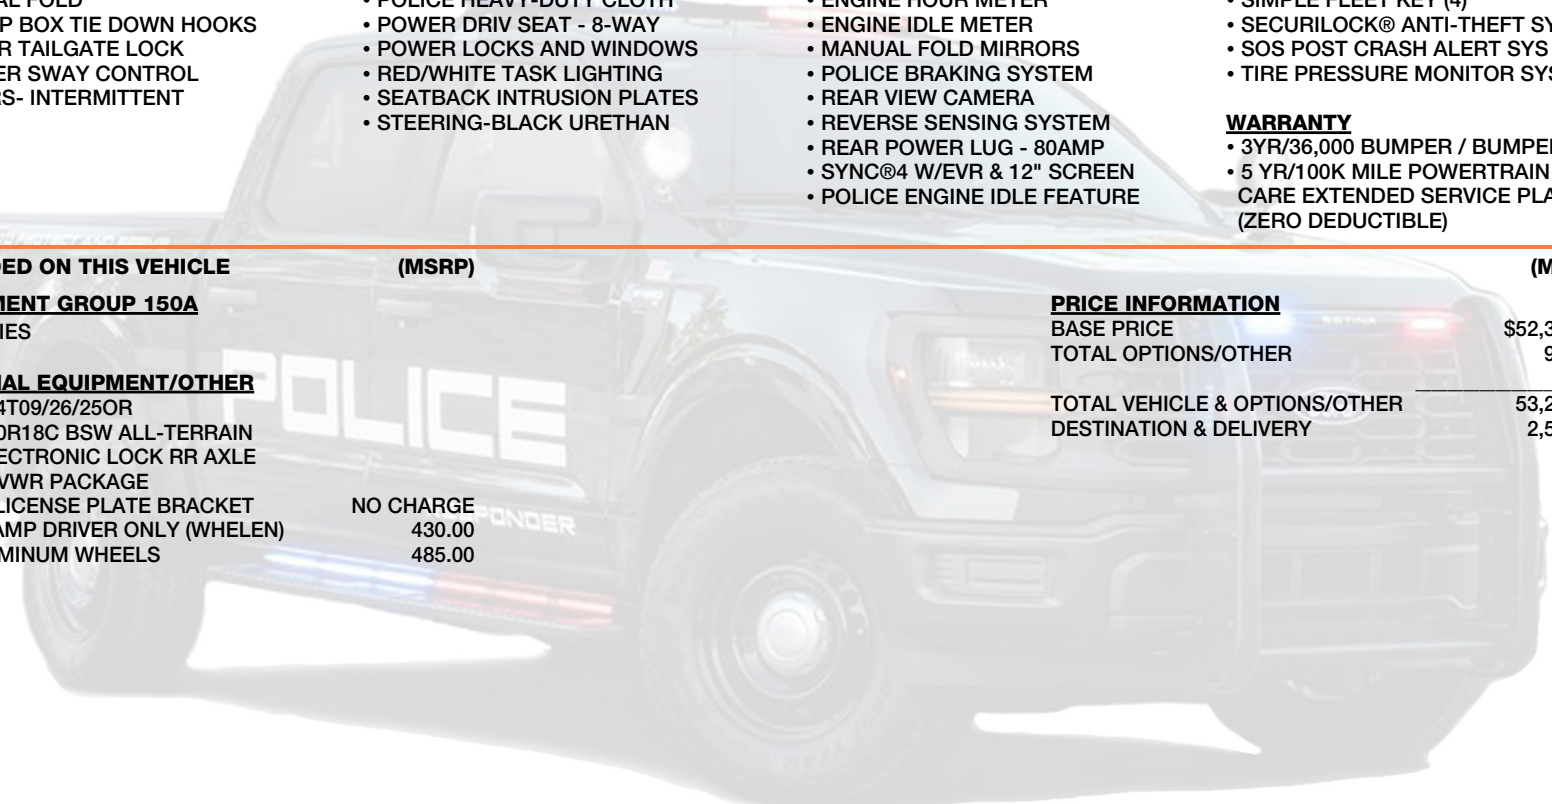 AL FOLD
P BOX TIE DOWN HOOKS
R TAILGATE LOCK
ER SWAY CONTROL
RS- INTERMITTENT
• POLICE HEAVY-DUTY CLOTH
• POWER DRIV SEAT - 8-WAY
• POWER LOCKS AND WINDOWS
• RED/WHITE TASK LIGHTING
• SEATBACK INTRUSION PLATES
• STEERING-BLACK URETHAN
• ENGINE HOUR METER
• ENGINE IDLE METER
• MANUAL FOLD MIRRORS
• POLICE BRAKING SYSTEM
• REAR VIEW CAMERA
• REVERSE SENSING SYSTEM
• REAR POWER LUG - 80AMP
• SYNC®4 W/EVR & 12" SCREEN
• POLICE ENGINE IDLE FEATURE
• SIMPLE FLEET KEY (4)
• SECURILOCK® ANTI-THEFT SY
• SOS POST CRASH ALERT SYS
• TIRE PRESSURE MONITOR SYS
WARRANTY
• 3YR/36,000 BUMPER / BUMPE
• 5 YR/100K MILE POWERTRAIN
CARE EXTENDED SERVICE PLA
(ZERO DEDUCTIBLE)
DED ON THIS VEHICLE (MSRP)
MENT GROUP 150A
IES
NAL EQUIPMENT/OTHER
4T09/26/25OR
0R18C BSW ALL-TERRAIN
ECTRONIC LOCK RR AXLE
VWR PACKAGE
LICENSE PLATE BRACKET NO CHARGE
AMP DRIVER ONLY (WHELEN) 430.00
MINUM WHEELS 485.00
(M
PRICE INFORMATION
BASE PRICE $52,3
TOTAL OPTIONS/OTHER 9
TOTAL VEHICLE & OPTIONS/OTHER 53,2
DESTINATION & DELIVERY 2,5
POLICE
SETINA
Ford